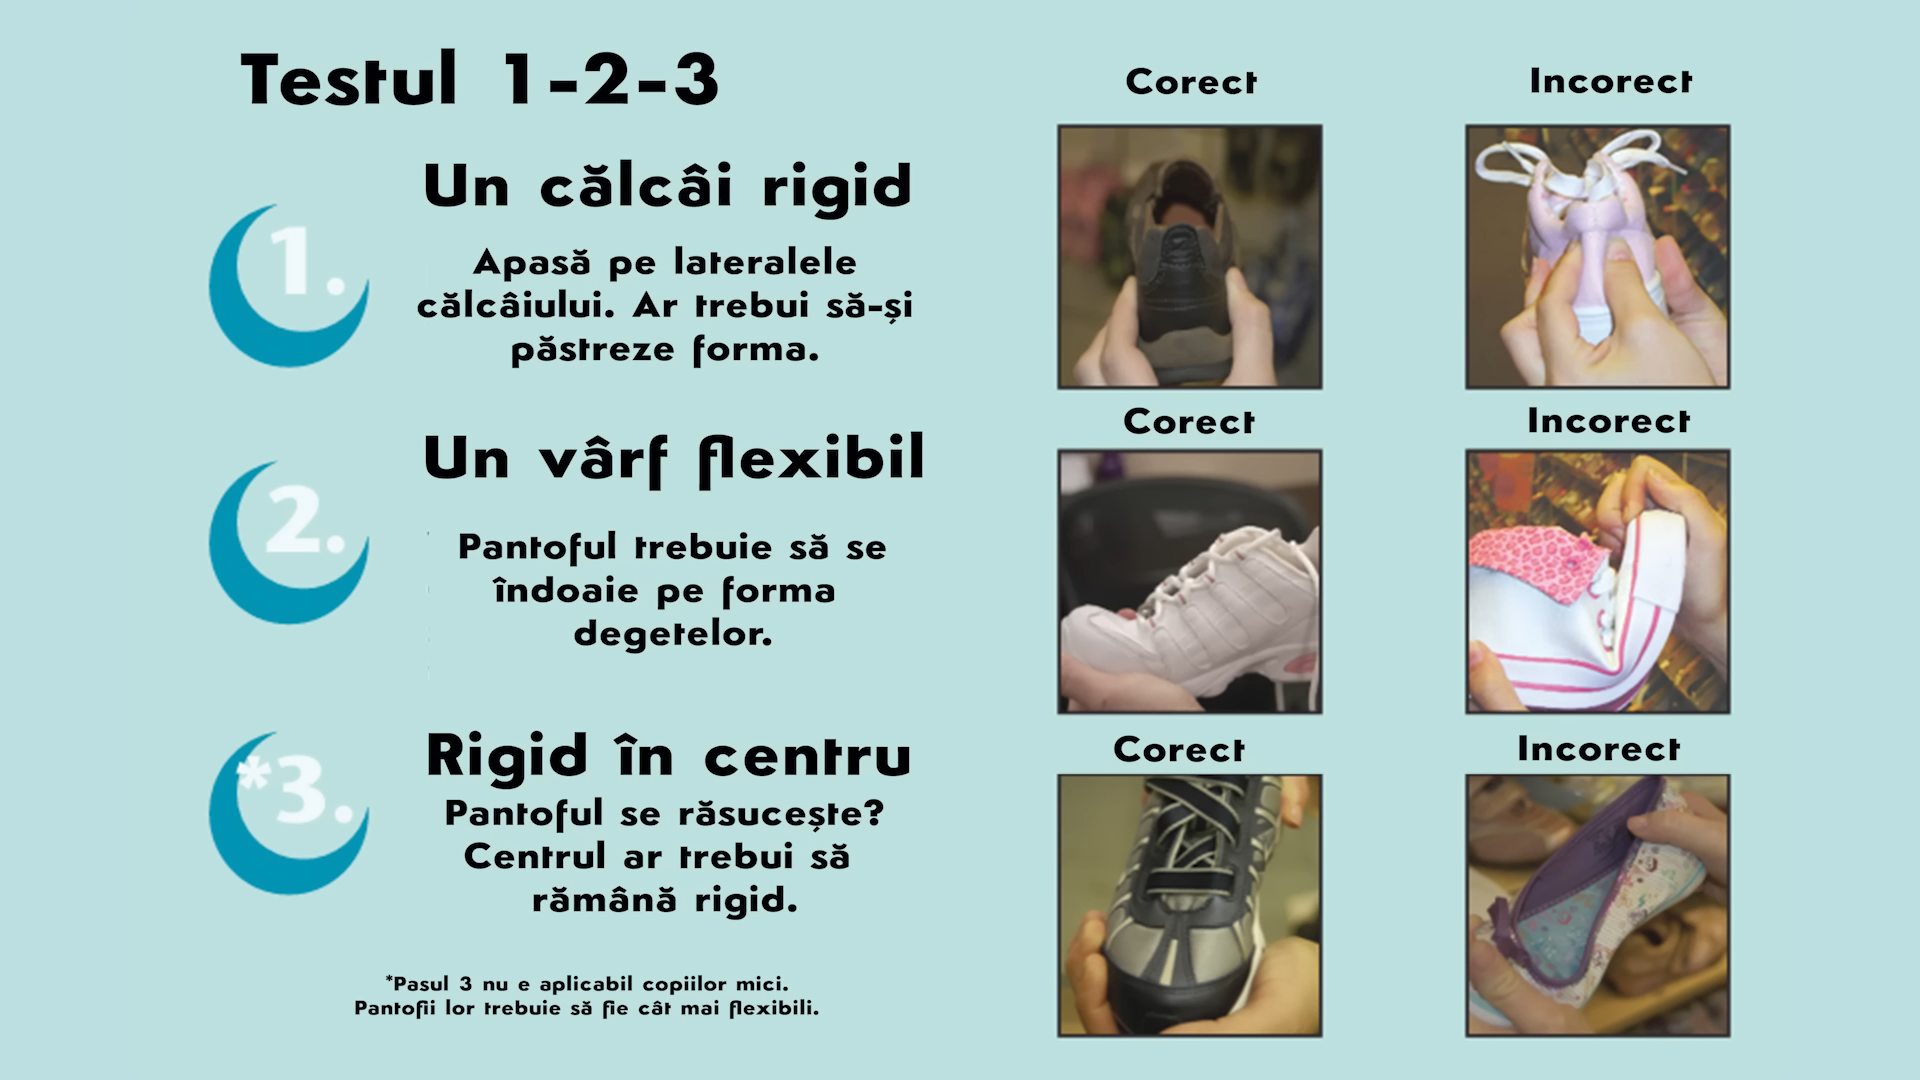 Testul 1-2-3
Corect
Incorect
1.
Un călcâi rigid
Apasă pe lateralele
călcâiului. Ar trebui să-și
păstreze forma.
Corect
Incorect
2.
Un vârf flexibil
Pantoful trebuie să se
îndoaie pe forma
degetelor.
Corect
Incorect
*3.
Rigid în centru
Pantoful se răsucește?
Centrul ar trebui să
rămână rigid.
*Pasul 3 nu e aplicabil copiilor mici.
Pantofii lor trebuie să fie cât mai flexibili.